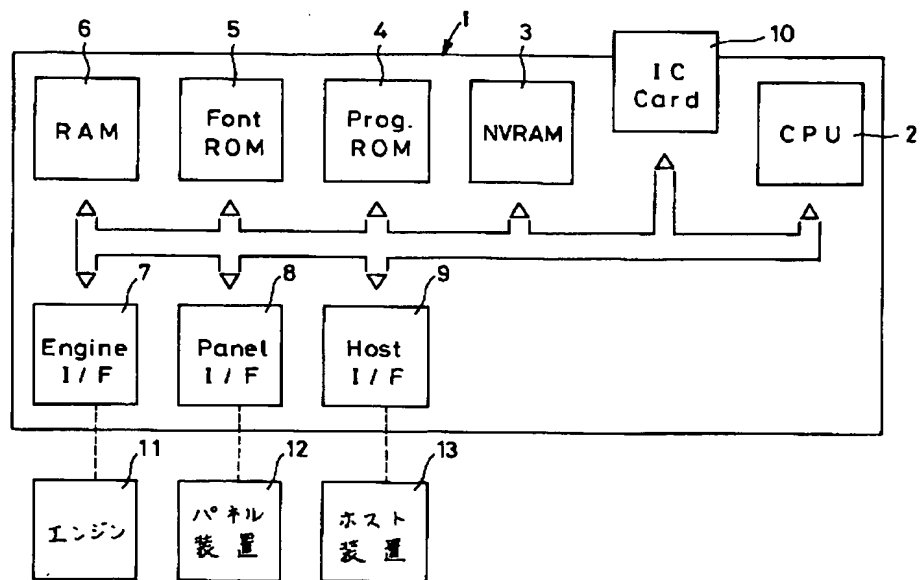 1
6
5
4
3
10
RAM
Font
ROM
Prog.
ROM
NVRAM
IC
Card
CPU
2
7
8
9
Engine
I/F
Panel
I/F
Host
I/F
11
12
13
エンジン
パネル
装置
ホスト
装置